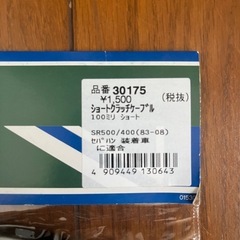 品番 30175
¥1,500 (税抜)
ショートクラッチケーブル
100ミリ ショート
SR500/400(83-08)
セパハン 装着車
に適合
4 909449 130643